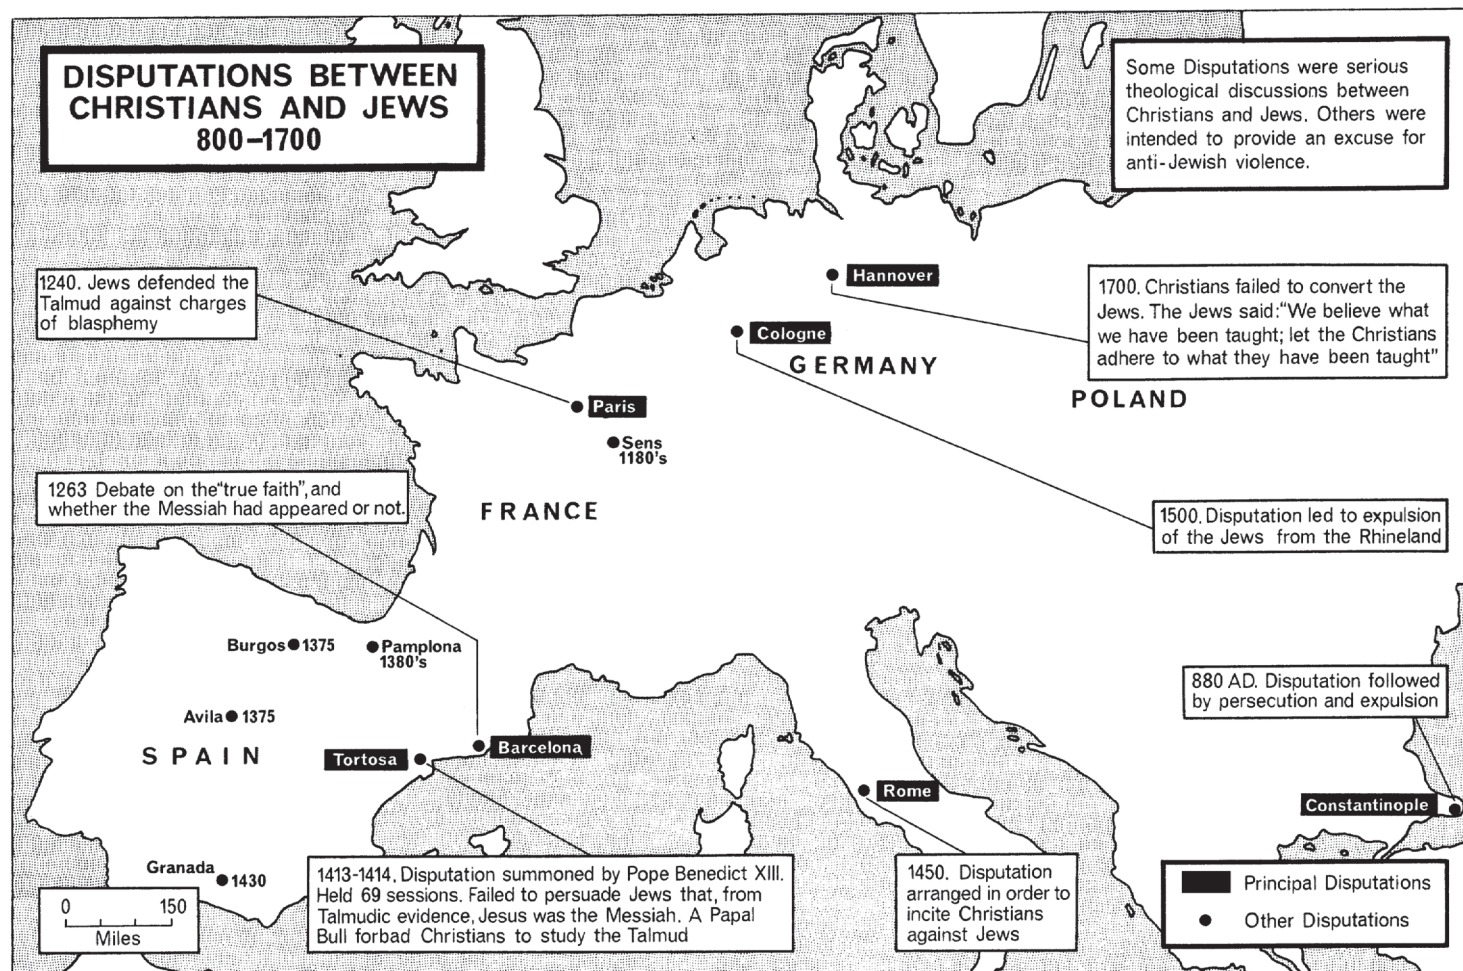 DISPUTATIONS BETWEEN
CHRISTIANS AND JEWS
800–1700
Some Disputations were serious
theological discussions between
Christians and Jews. Others were
intended to provide an excuse for
anti-Jewish violence.
1240. Jews defended the
Talmud against charges
of blasphemy
Hannover
1700. Christians failed to convert the
Jews. The Jews said:“We believe what
we have been taught; let the Christians
adhere to what they have been taught”
Cologne
GERMANY
POLAND
Paris
Sens
1180's
1263 Debate on the “true faith”, and
whether the Messiah had appeared or not.
FRANCE
1500. Disputation led to expulsion
of the Jews from the Rhineland
Burgos 1375
Pamplona
1380's
880 AD. Disputation followed
by persecution and expulsion
Avila 1375
SPAIN
Tortosa
Barcelona
Rome
Constantinople
Granada
1430
1413-1414. Disputation summoned by Pope Benedict XIII.
Held 69 sessions. Failed to persuade Jews that, from
Talmudic evidence, Jesus was the Messiah. A Papal
Bull forbad Christians to study the Talmud
1450. Disputation
arranged in order to
incite Christians
against Jews
0 150
Miles
Principal Disputations
Other Disputations